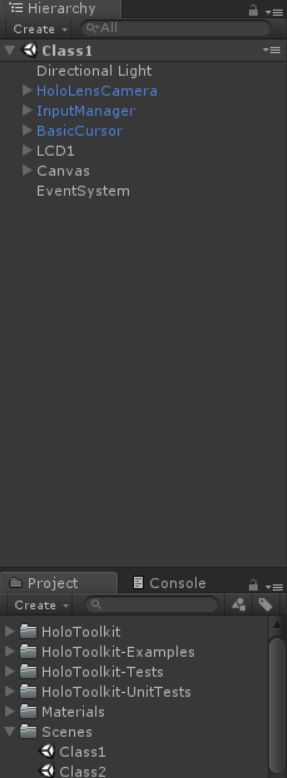 Hierarchy
Create All
Class1
Directional Light
HoloLensCamera
InputManager
BasicCursor
LCD1
Canvas
EventSystem
Project Console
Create
HoloToolkit
HoloToolkit-Examples
HoloToolkit-Tests
HoloToolkit-UnitTests
Materials
Scenes
Class1
Class2